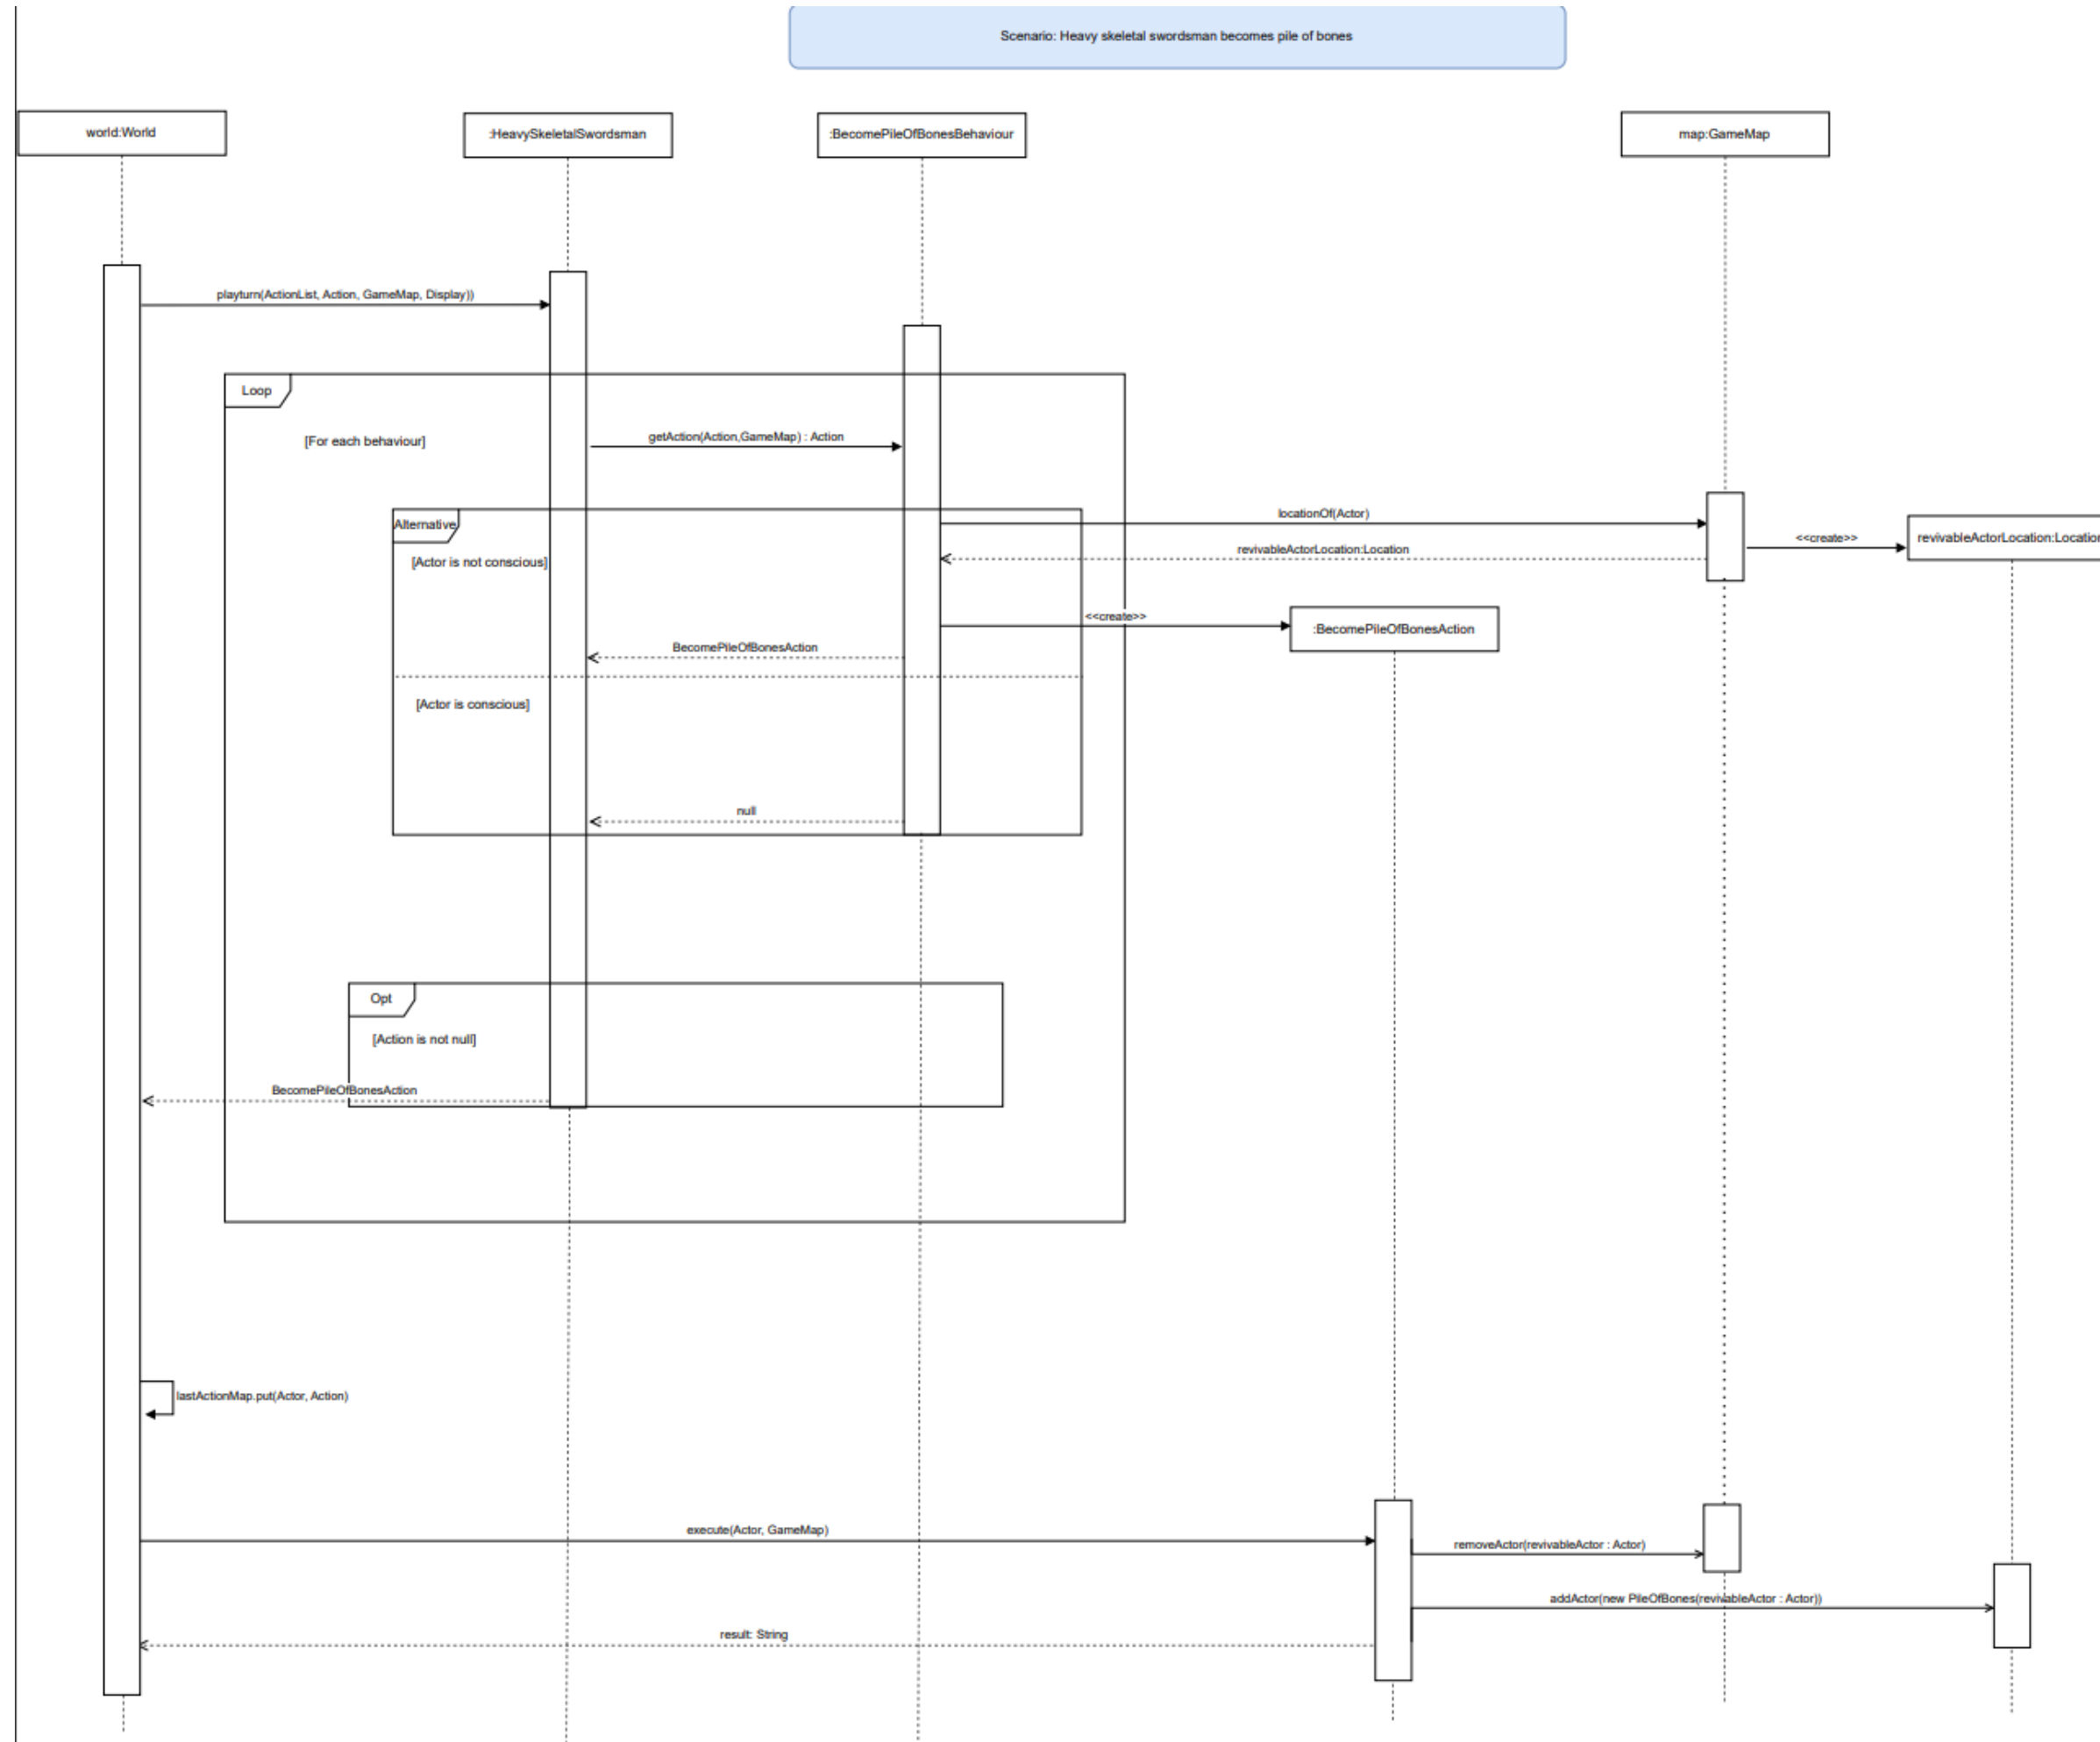 Scenario: Heavy skeletal swordsman becomes pile of bones
world:World
:HeavySkeletalSwordsman
:BecomePileOfBonesBehaviour
map:GameMap
playturn(ActionList, Action, GameMap, Display))
Loop
[For each behaviour]
getAction(Action,GameMap) : Action
Alternative
[Actor is not conscious]
locationOf(Actor)
<<create>>
revivableActorLocation:Location
revivableActorLocation:Location
<<create>>
:BecomePileOfBonesAction
BecomePileOfBonesAction
[Actor is conscious]
null
Opt
[Action is not null]
BecomePileOfBonesAction
lastActionMap.put(Actor, Action)
execute(Actor, GameMap)
removeActor(revivableActor : Actor)
addActor(new PileOfBones(revivableActor : Actor))
result: String